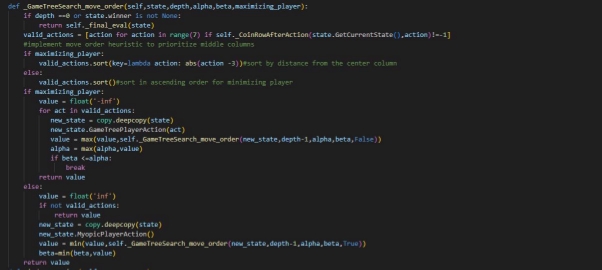 def _GameTreeSearch_move_order(self,state,depth,alpha,beta,maximizing_player):
if depth ==0 or state.winner is not None:
return self._final_eval(state)
valid_actions = [action for action in range(7) if self._CoinRowAfterAction(state.GetCurrentState(),action)!=-1]
#implement move order heuristic to prioritize middle columns
if maximizing_player:
valid_actions.sort(key=lambda action: abs(action -3))#sort by distance from the center column
else:
valid_actions.sort()#sort in ascending order for minimizing player
if maximizing_player:
value = float('-inf')
for act in valid_actions:
new_state = copy.deepcopy(state)
new_state.GameTreePlayerAction(act)
value = max(value,self._GameTreeSearch_move_order(new_state,depth-1,alpha,beta,False))
alpha = max(alpha,value)
if beta <=alpha:
break
return value
else:
value = float('inf')
if not valid_actions:
return value
new_state = copy.deepcopy(state)
new_state.MyopicPlayerAction()
value = min(value,self._GameTreeSearch_move_order(new_state,depth-1,alpha,beta,True))
beta=min(beta,value)
return value